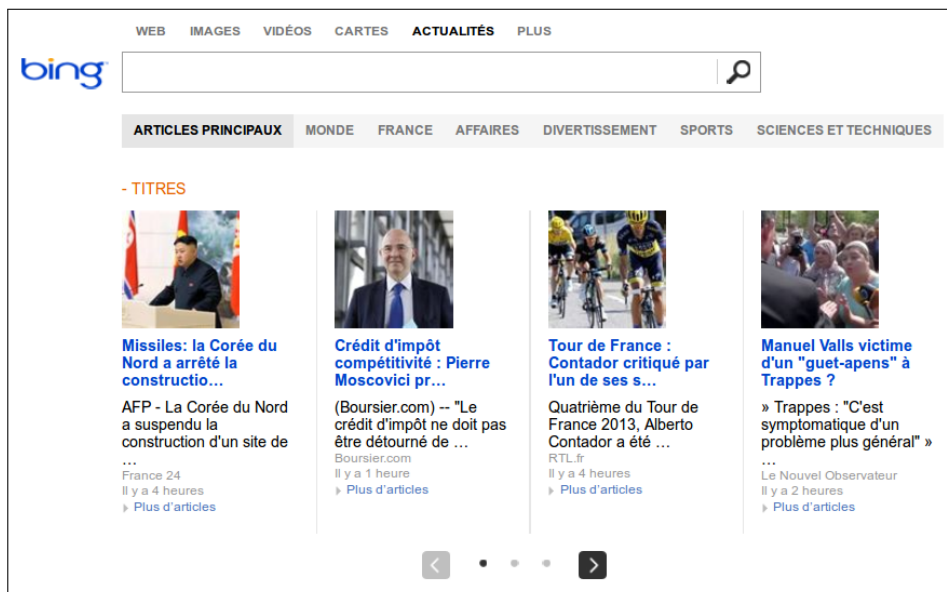 WEB IMAGES VIDÉOS CARTES ACTUALITÉS PLUS
bing
ARTICLES PRINCIPAUX MONDE FRANCE AFFAIRES DIVERTISSEMENT SPORTS SCIENCES ET TECHNIQUES
- TITRES
Missiles: la Corée du
Nord a arrêté la
constructio...
AFP - La Corée du Nord
a suspendu la
construction d'un site de
...
France 24
Il y a 4 heures
Plus d'articles
Crédit d'impôt
compétitivité : Pierre
Moscovici pr...
(Boursier.com) -- "Le
crédit d'impôt ne doit pas
être détourné de ...
Boursier.com
Il y a 1 heure
Plus d'articles
Tour de France :
Contador critiqué par
l'un de ses s...
Quatrième du Tour de
France 2013, Alberto
Contador a été ...
RTL.fr
Il y a 4 heures
Plus d'articles
Manuel Valls victime
d'un "guet-apens" à
Trappes ?
» Trappes : "C'est
symptomatique d'un
problème plus général" »
...
Le Nouvel Observateur
Il y a 2 heures
Plus d'articles